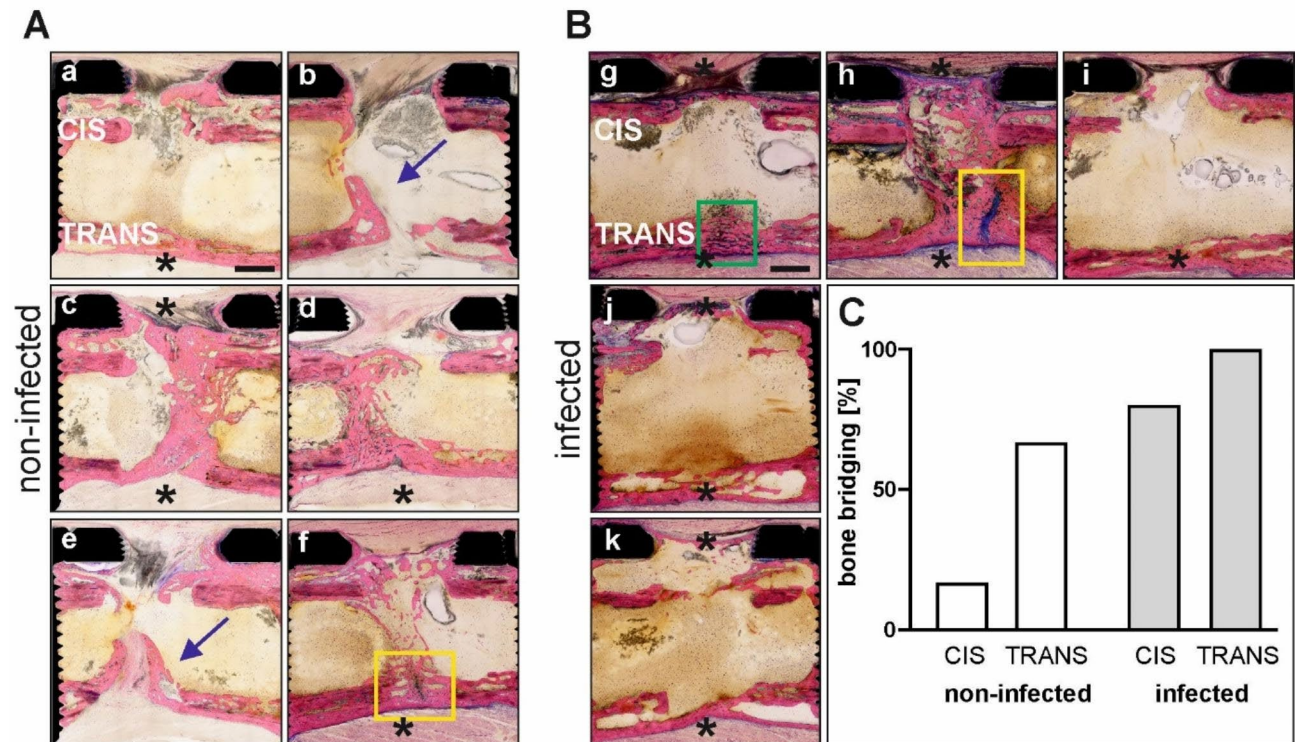 A
B
a
b
g
h
i
CIS
CIS
TRANS
*
TRANS
*
*
*
*
*
c
*
d
*
*
j
*
*
C
non-infected
infected
e
f
*
k
*
*
bone bridging [%]
100
50
0
CIS TRANS CIS TRANS
non-infected infected